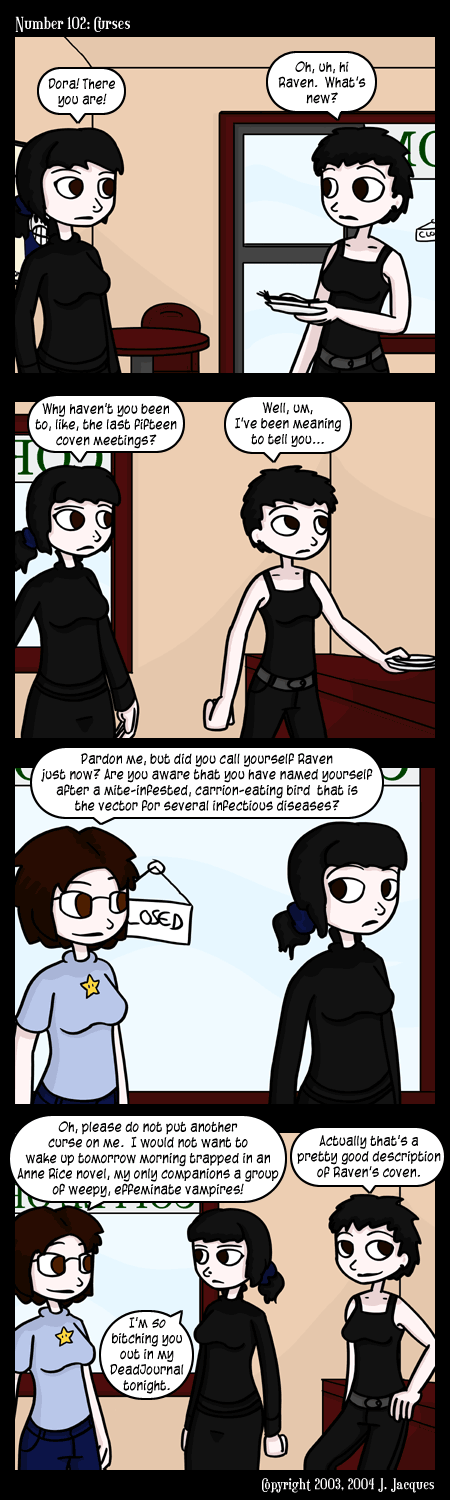 Number 102: Curses
Dora! There
you are!
Oh, uh, hi
Raven. What's
new?
OM
CLO
Why haven't you been
to, like, the last fifteen
coven meetings?
Well, um,
I've been meaning
to tell you...
Pardon me, but did you call yourself Raven
just now? Are you aware that you have named yourself
after a mite-infested, carrion-eating bird that is
the vector for several infectious diseases?
LOSED
Oh, please do not put another
curse on me. I would not want to
wake up tomorrow morning trapped in an
Anne Rice novel, my only companions a group
of weepy, effeminate vampires!
Actually that's a
pretty good description
of Raven's coven.
I'm so
bitching you
out in my
DeadJournal
tonight.
Copyright 2003, 2004 J. Jacques